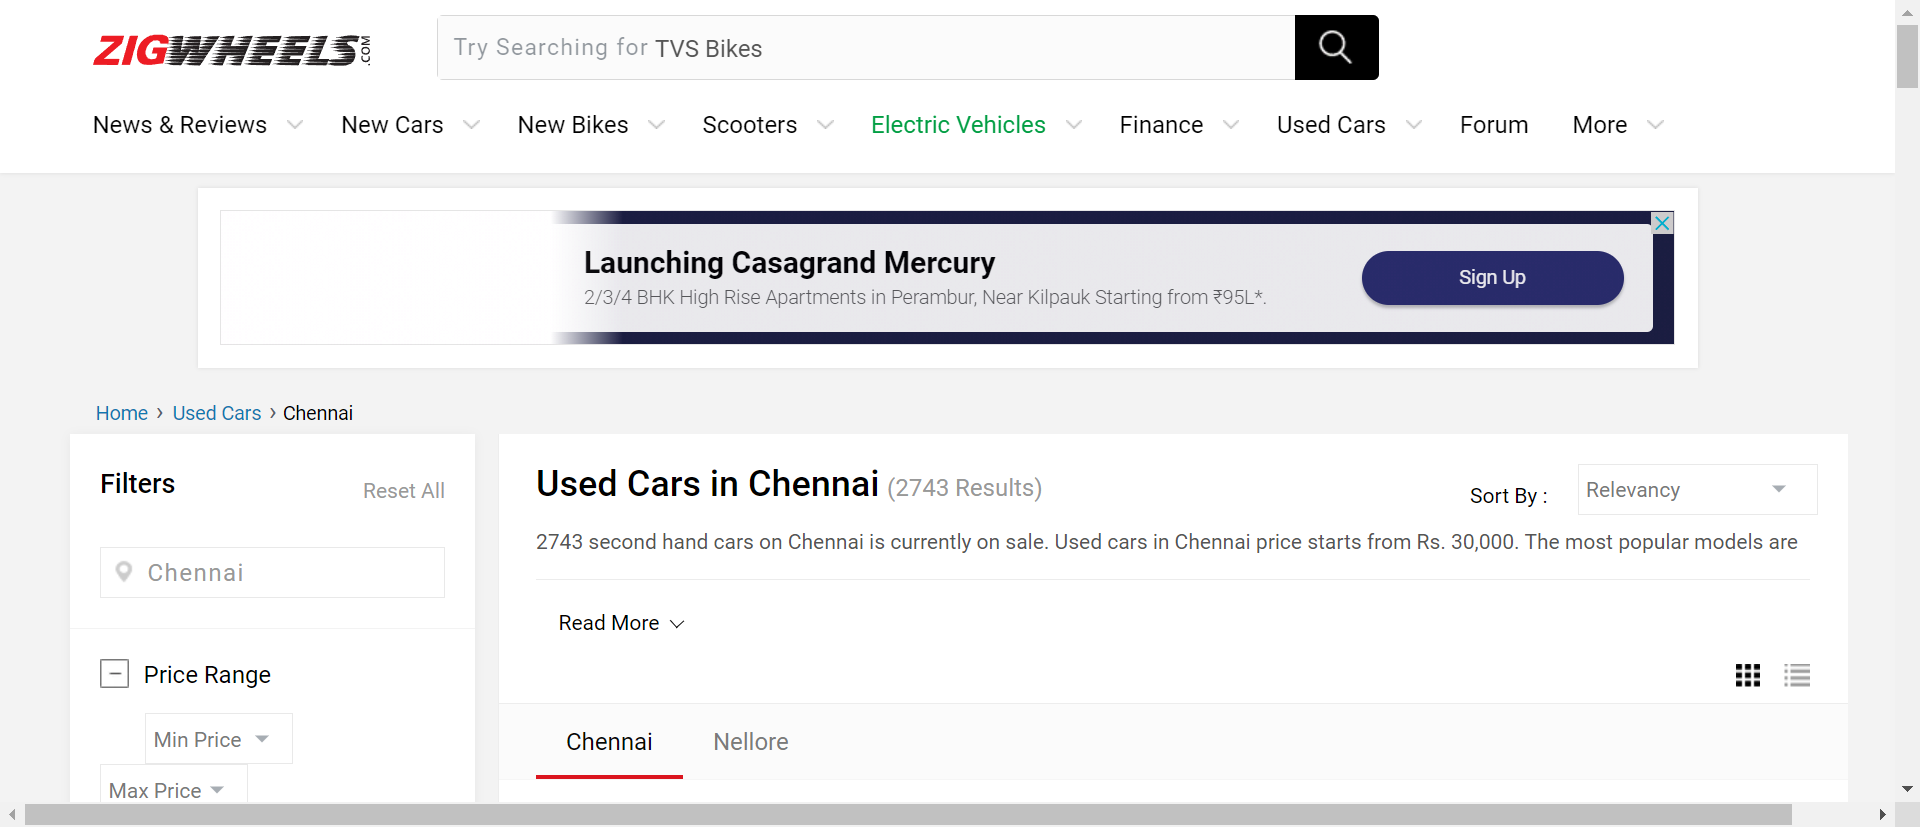 ZIGWHEELS.COM
Try Searching for TVS Bikes
News & Reviews New Cars New Bikes Scooters Electric Vehicles Finance Used Cars Forum More
Launching Casagrand Mercury
2/3/4 BHK High Rise Apartments in Perambur, Near Kilpauk Starting from ₹95L*.
Sign Up
Home › Used Cars › Chennai
Filters
Reset All
Chennai
Price Range
Min Price
Max Price
Used Cars in Chennai (2743 Results)
Sort By : Relevancy
2743 second hand cars on Chennai is currently on sale. Used cars in Chennai price starts from Rs. 30,000. The most popular models are
Read More
Chennai Nellore